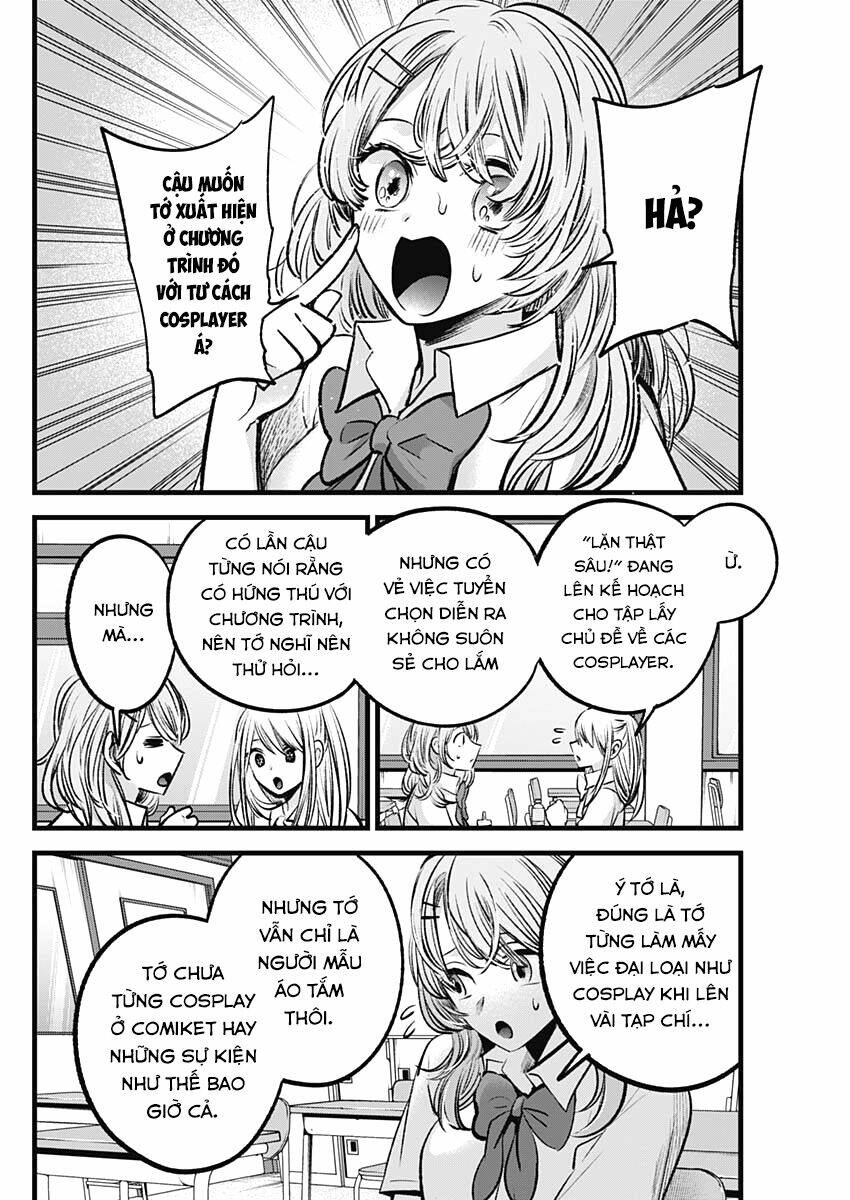 HẢ?
CẬU MUỐN
TỚ XUẤT HIỆN
Ở CHƯƠNG
TRÌNH ĐÓ
VỚI TƯ CÁCH
COSPLAYER
Á?
Ừ.
"LẶN THẬT
SÂU!" ĐANG
LÊN KẾ HOẠCH
CHO TẬP LẤY
CHỦ ĐỀ VỀ CÁC
COSPLAYER.
NHƯNG CÓ
VẺ VIỆC TUYỂN
CHỌN DIỄN RA
KHÔNG SUÔN
SẺ CHO LẮM
CÓ LẦN CẬU
TỪNG NÓI RẰNG
CÓ HỨNG THÚ VỚI
CHƯƠNG TRÌNH,
NÊN TỚ NGHĨ NÊN
THỬ HỎI...
NHƯNG
MÀ...
Ý TỚ LÀ,
ĐÚNG LÀ TỚ
TỪNG LÀM MẤY
VIỆC ĐẠI LOẠI NHƯ
COSPLAY KHI LÊN
VÀI TẠP CHÍ...
NHƯNG TỚ
VẪN CHỈ LÀ
NGƯỜI MẪU
ÁO TẮM
THÔI.
TỚ CHƯA
TỪNG COSPLAY
Ở COMIKET HAY
NHỮNG SỰ KIỆN
NHƯ THẾ BAO
GIỜ CẢ.